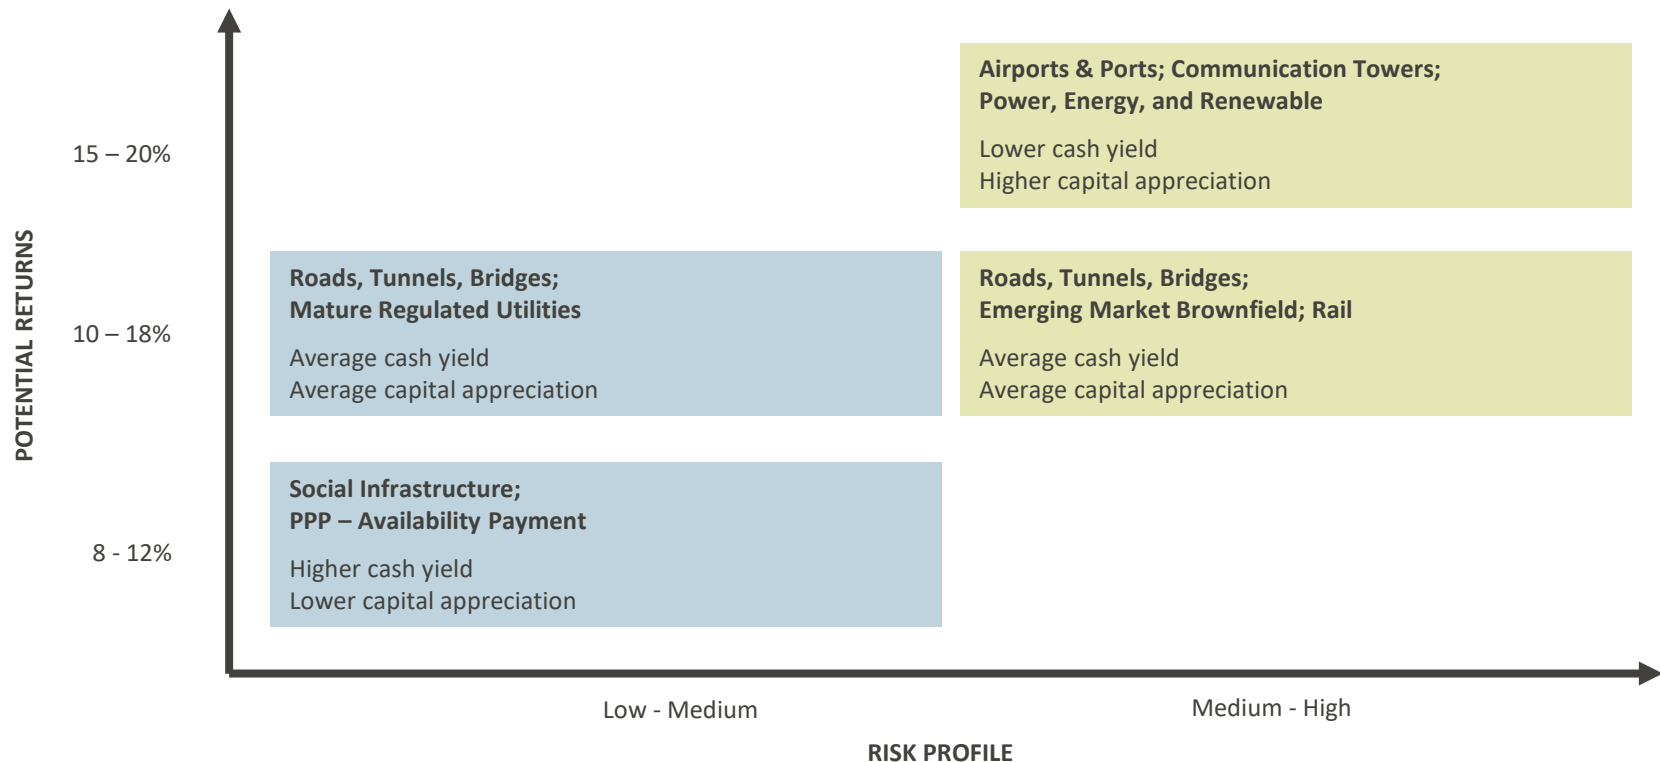 POTENTIAL RETURNS
15 – 20%
Airports & Ports; Communication Towers;
Power, Energy, and Renewable
Lower cash yield
Higher capital appreciation
10 – 18%
Roads, Tunnels, Bridges;
Mature Regulated Utilities
Average cash yield
Average capital appreciation
Roads, Tunnels, Bridges;
Emerging Market Brownfield; Rail
Average cash yield
Average capital appreciation
8 - 12%
Social Infrastructure;
PPP – Availability Payment
Higher cash yield
Lower capital appreciation
Low - Medium
Medium - High
RISK PROFILE